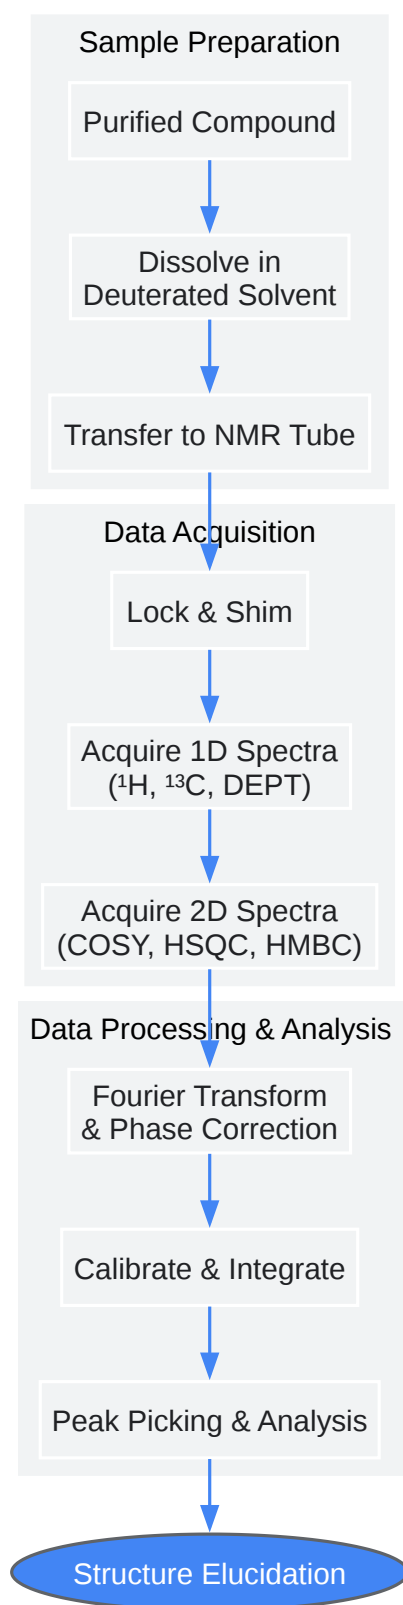 Sample Preparation
Purified Compound
Dissolve in
Deuterated Solvent
Transfer to NMR Tube
Data Acquisition
Lock & Shim
Acquire 1D Spectra
(¹H, ¹³C, DEPT)
Acquire 2D Spectra
(COSY, HSQC, HMBC)
Data Processing & Analysis
Fourier Transform
& Phase Correction
Calibrate & Integrate
Peak Picking & Analysis
Structure Elucidation